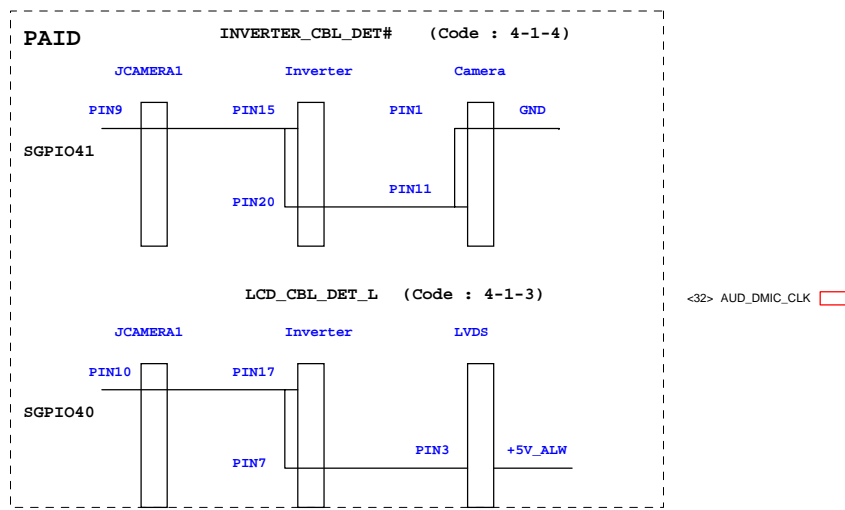 PAID INVERTER_CBL_DET# (Code : 4-1-4)
JCAMERA1 Inverter Camera
PIN9 PIN15 PIN1 GND
SGPIO41
PIN20 PIN11
LCD_CBL_DET_L (Code : 4-1-3)
<32> AUD_DMIC_CLK
JCAMERA1 Inverter LVDS
PIN10 PIN17
SGPIO40
PIN7 PIN3 +5V_ALW